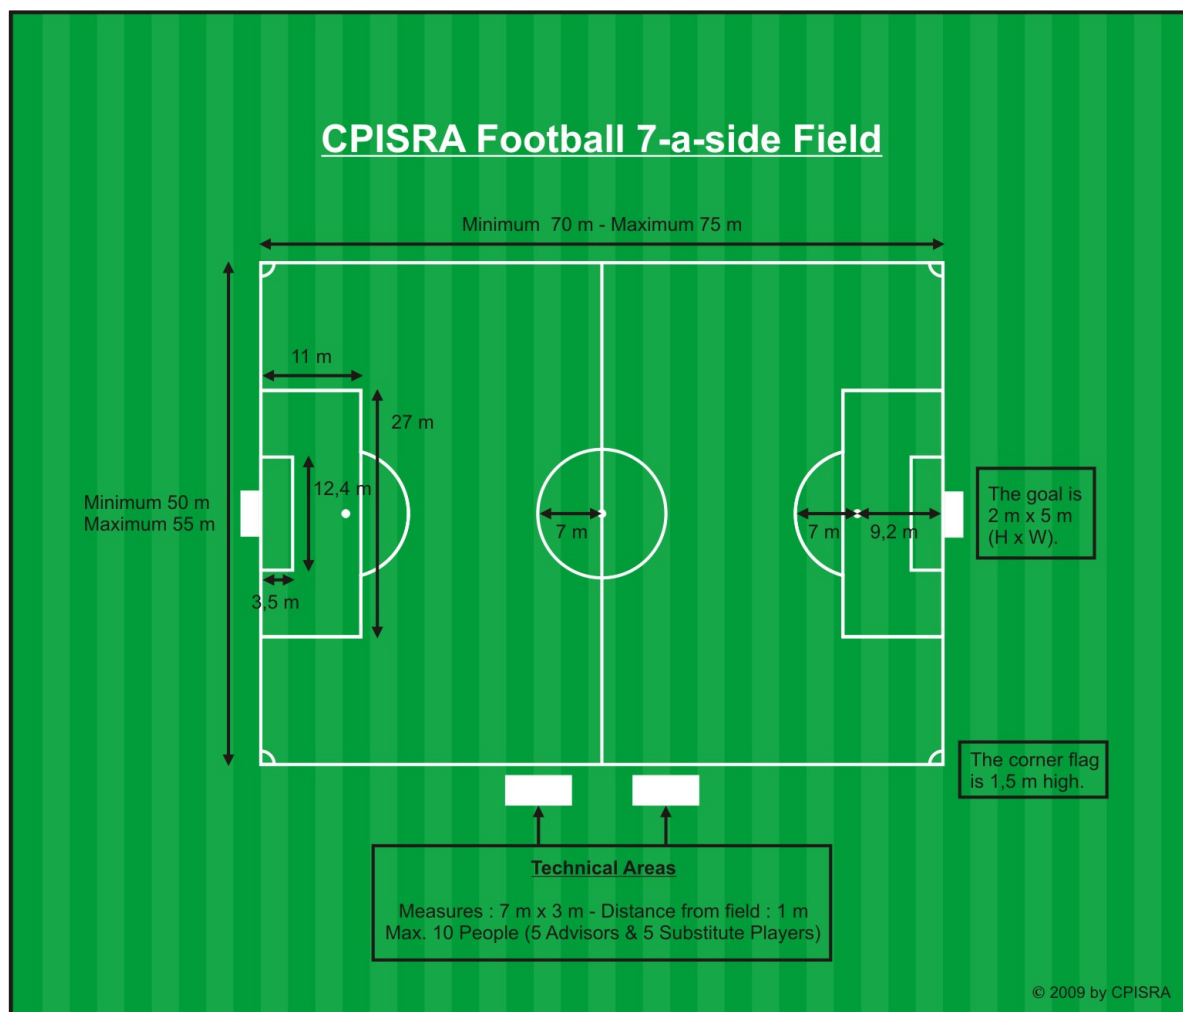 CPISRA Football 7-a-side Field
Minimum 70 m - Maximum 75 m
11 m
27 m
12,4 m
Minimum 50 m
Maximum 55 m
7 m
7 m
9,2 m
The goal is
2 m x 5 m
(H x W).
3,5 m
The corner flag
is 1,5 m high.
Technical Areas
Measures : 7 m x 3 m - Distance from field : 1 m
Max. 10 People (5 Advisors & 5 Substitute Players)
© 2009 by CPISRA